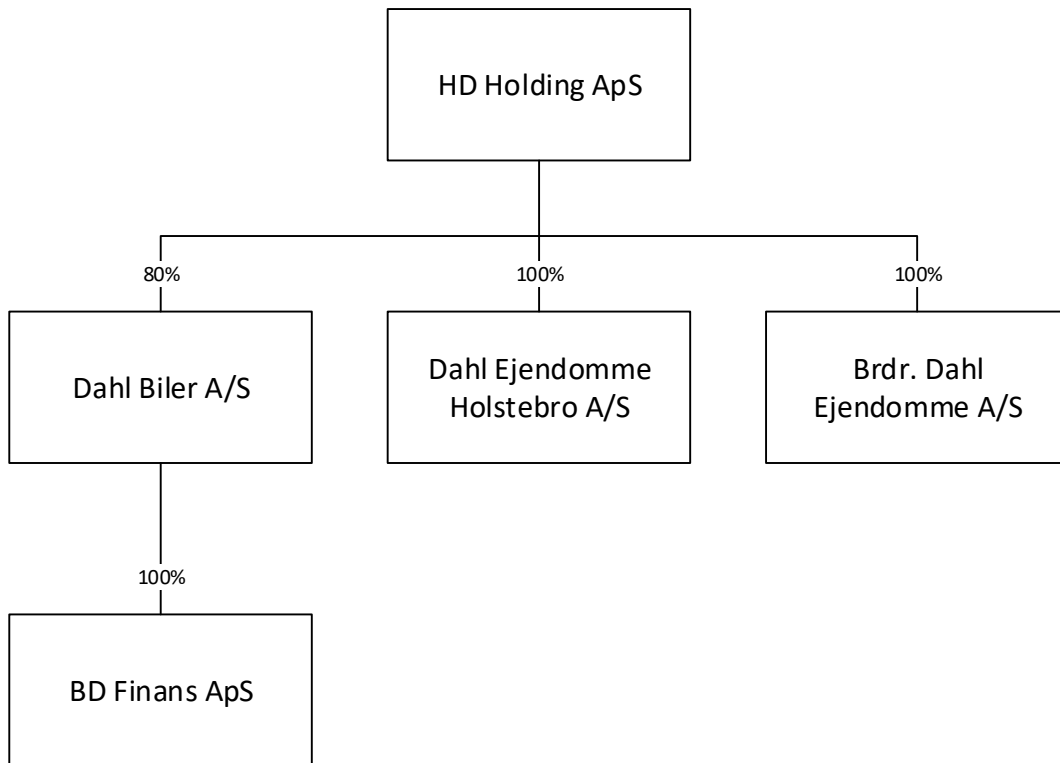 HD Holding ApS
80%
100%
100%
Dahl Biler A/S
Dahl Ejendomme
Holstebro A/S
Brdr. Dahl
Ejendomme A/S
100%
BD Finans ApS